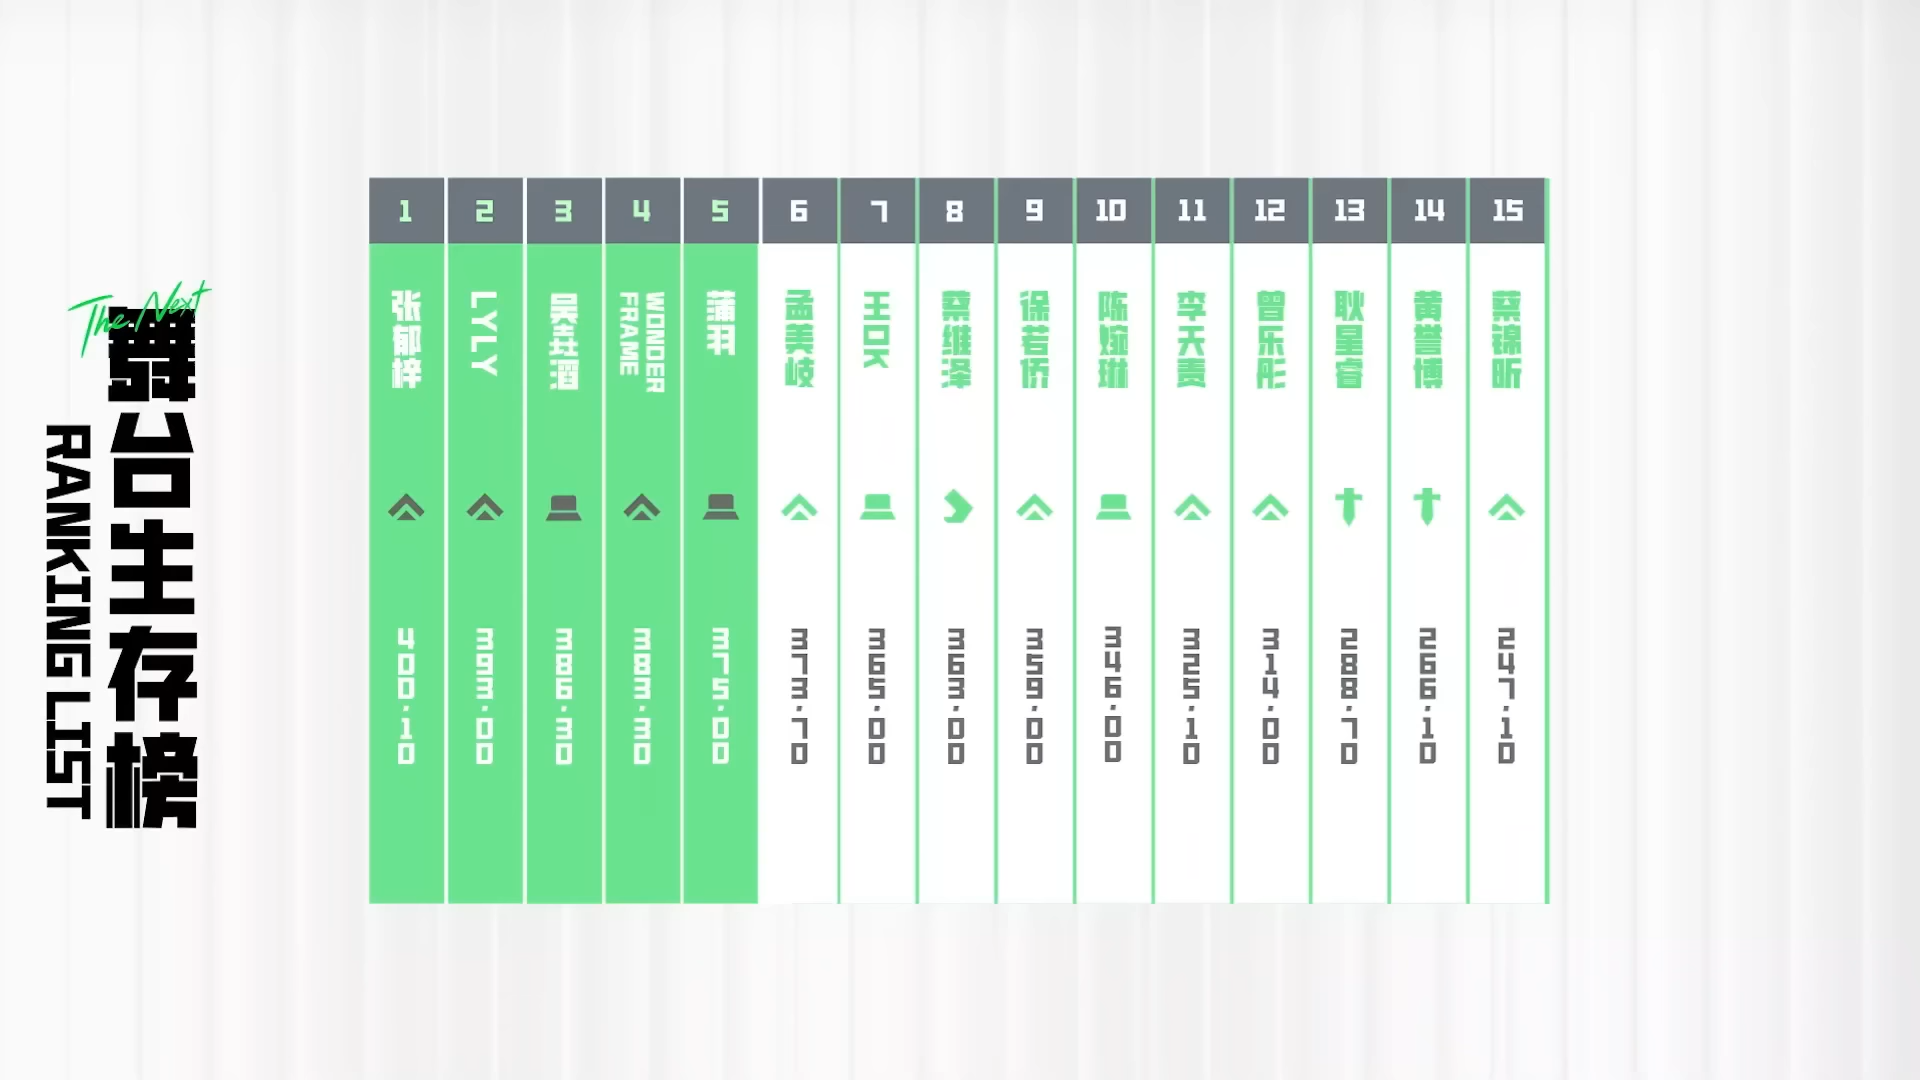 The Next
舞台生存榜
RANKING LIST
1 2 3 4 5 6 7 8 9 10 11 12 13 14 15
张郁梓
LYLY
吴珏滔
WONDER
FRAME
蒲羽
孟美岐
王OK
蔡维泽
徐若侨
陈婉琳
李天责
曾乐彤
耿星睿
黄誉博
蔡锦昕
400.10
393.00
386.30
383.30
375.00
373.70
365.00
363.00
359.00
346.00
325.10
314.00
288.70
266.10
247.10